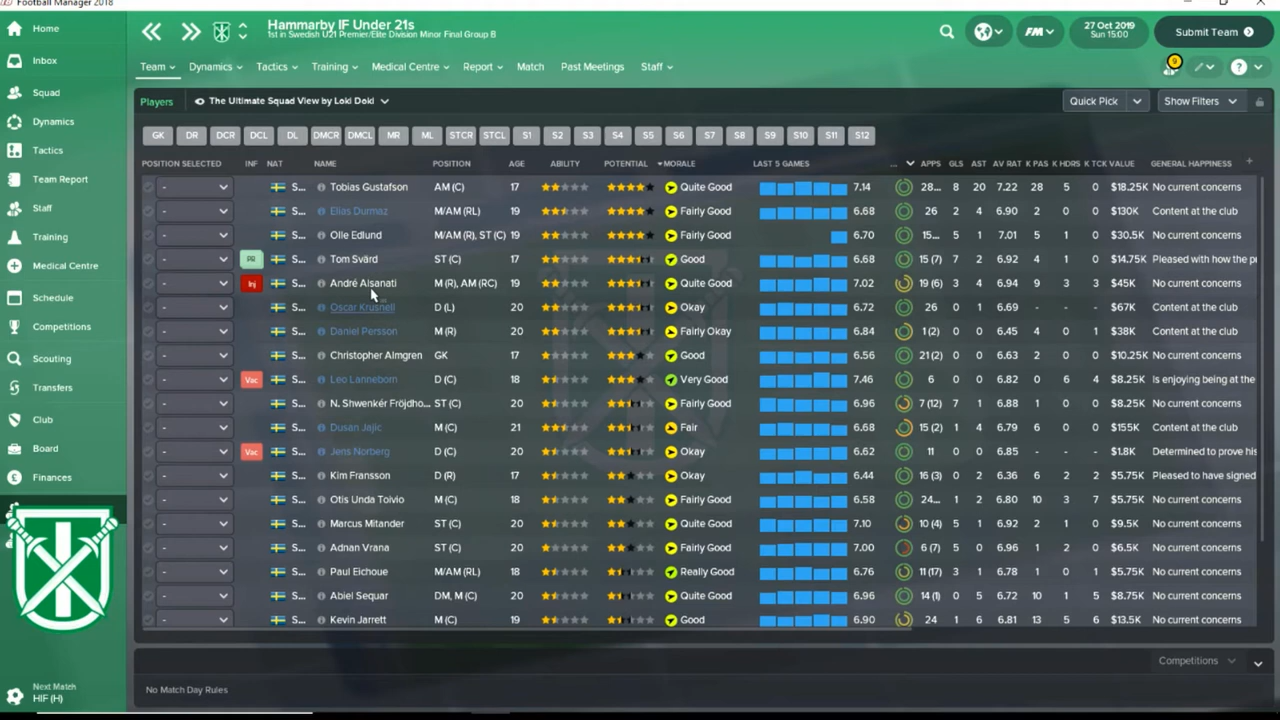 Football Manager 2018
Hammarby IF Under 21s
1st in Swedish U21 Premier/Elite Division Minor Final Group B
FM
27 Oct 2019
Sun 15:00
Submit Team
Home
Inbox
Squad
Dynamics
Tactics
Team Report
Staff
Training
Medical Centre
Schedule
Competitions
Scouting
Transfers
Club
Board
Finances
Next Match
HIF (H)
Team Dynamics Tactics Training Medical Centre Report Match Past Meetings Staff
Players The Ultimate Squad View by Loki Doki Quick Pick Show Filters
GK DR DCR DCL DL DMCR DMCL MR ML STCR STCL S1 S2 S3 S4 S5 S6 S7 S8 S9 S10 S11 S12
POSITION SELECTED INF NAT NAME POSITION AGE ABILITY POTENTIAL MORALE LAST 5 GAMES ... APPS GLS AST AV RAT K PAS K HDRS K TCK VALUE GENERAL HAPPINESS +
- S... Tobias Gustafson AM (C) 17 Quite Good 7.14 28... 8 20 7.22 28 5 0 $18.25K No current concerns
- S... Elias Durmaz M/AM (RL) 19 Fairly Good 6.68 26 2 4 6.90 2 0 0 $130K Content at the club
- S... Olle Edlund M/AM (R), ST (C) 19 Fairly Good 6.70 15... 5 1 7.01 5 1 0 $30.5K No current concerns
- PR S... Tom Svärd ST (C) 17 Good 6.68 15 (7) 7 2 6.92 4 1 0 $14.75K Pleased with how the pr
- Inj S... André Alsanati M (R), AM (RC) 19 Quite Good 7.02 19 (6) 3 4 6.94 9 3 3 $45K No current concerns
- S... Oscar Krusnell D (L) 20 Okay 6.72 26 0 1 6.69 - - - $67K Content at the club
- S... Daniel Persson M (R) 20 Fairly Okay 6.84 1 (2) 0 0 6.45 4 0 1 $38K Content at the club
- S... Christopher Almgren GK 17 Good 6.56 21 (2) 0 0 6.63 2 0 0 $10.25K No current concerns
- Vac S... Leo Lanneborn D (C) 18 Very Good 7.46 6 0 0 6.82 0 6 4 $8.25K Is enjoying being at the
- S... N. Shwenkér Fröjdho... ST (C) 20 Fairly Good 6.96 7 (12) 7 1 6.88 1 0 0 $8.25K No current concerns
- S... Dusan Jajic M (C) 21 Fair 6.68 15 (2) 1 4 6.79 6 0 0 $155K Content at the club
- Vac S... Jens Norberg D (C) 20 Okay 6.62 11 0 0 6.85 - - - $1.8K Determined to prove his
- S... Kim Fransson D (R) 17 Okay 6.44 16 (3) 0 2 6.36 6 2 2 $5.75K Pleased to have signed
- S... Otis Unda Toivio M (C) 18 Fairly Good 6.58 24... 1 2 6.80 10 3 7 $5.75K No current concerns
- S... Marcus Mitander ST (C) 20 Quite Good 7.10 10 (4) 5 1 6.92 2 1 0 $9.5K No current concerns
- S... Adnan Vrana ST (C) 20 Fairly Good 7.00 6 (7) 5 0 6.96 1 2 0 $6.5K No current concerns
- S... Paul Eichoue M/AM (RL) 18 Really Good 6.76 11 (17) 3 1 6.78 1 0 0 $5.75K No current concerns
- S... Abiel Sequar DM, M (C) 20 Quite Good 6.96 14 (1) 0 5 6.72 10 1 5 $8.75K No current concerns
- S... Kevin Jarrett M (C) 19 Good 6.90 24 1 6 6.81 13 5 6 $13.5K No current concerns
Competitions
No Match Day Rules